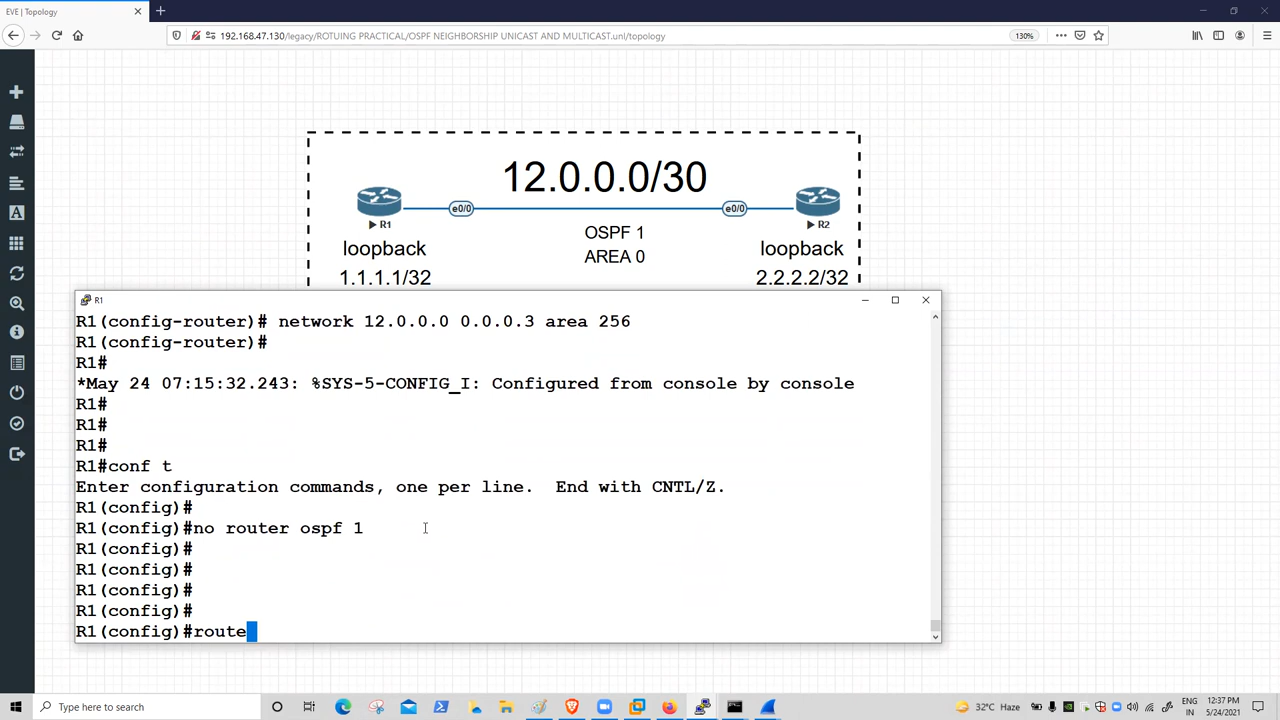 EVE | Topology
192.168.47.130/legacy/ROTUING PRACTICAL/OSPF NEIGHBORSHIP UNICAST AND MULTICAST.unl/topology
130%
12.0.0.0/30
e0/0
e0/0
R1
R2
loopback
OSPF 1
loopback
1.1.1.1/32
AREA 0
2.2.2.2/32
R1
R1(config-router)# network 12.0.0.0 0.0.0.3 area 256
R1(config-router)#
R1#
*May 24 07:15:32.243: %SYS-5-CONFIG_I: Configured from console by console
R1#
R1#
R1#
R1#conf t
Enter configuration commands, one per line.  End with CNTL/Z.
R1(config)#
R1(config)#no router ospf 1
R1(config)#
R1(config)#
R1(config)#
R1(config)#
R1(config)#route
Type here to search
32°C Haze
ENG
IN
12:37 PM
5/24/2021